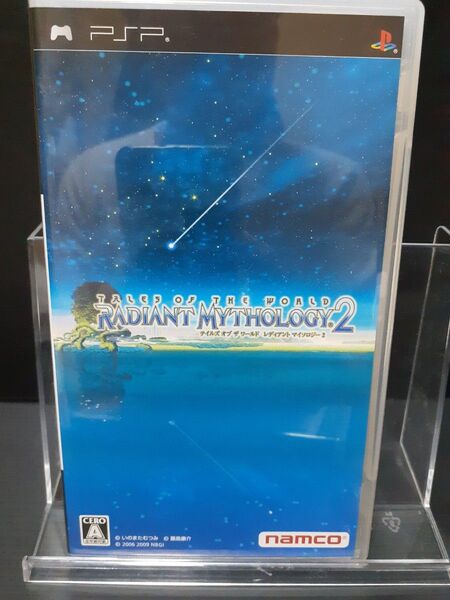 PSP
TALES OF THE WORLD
RADIANT MYTHOLOGY.2
テイルズ オブ ザ ワールド レディアント マイソロジー2
CERO
A
© いのまたむつみ © 藤島康介
© 2006 2009 NBGI
namco